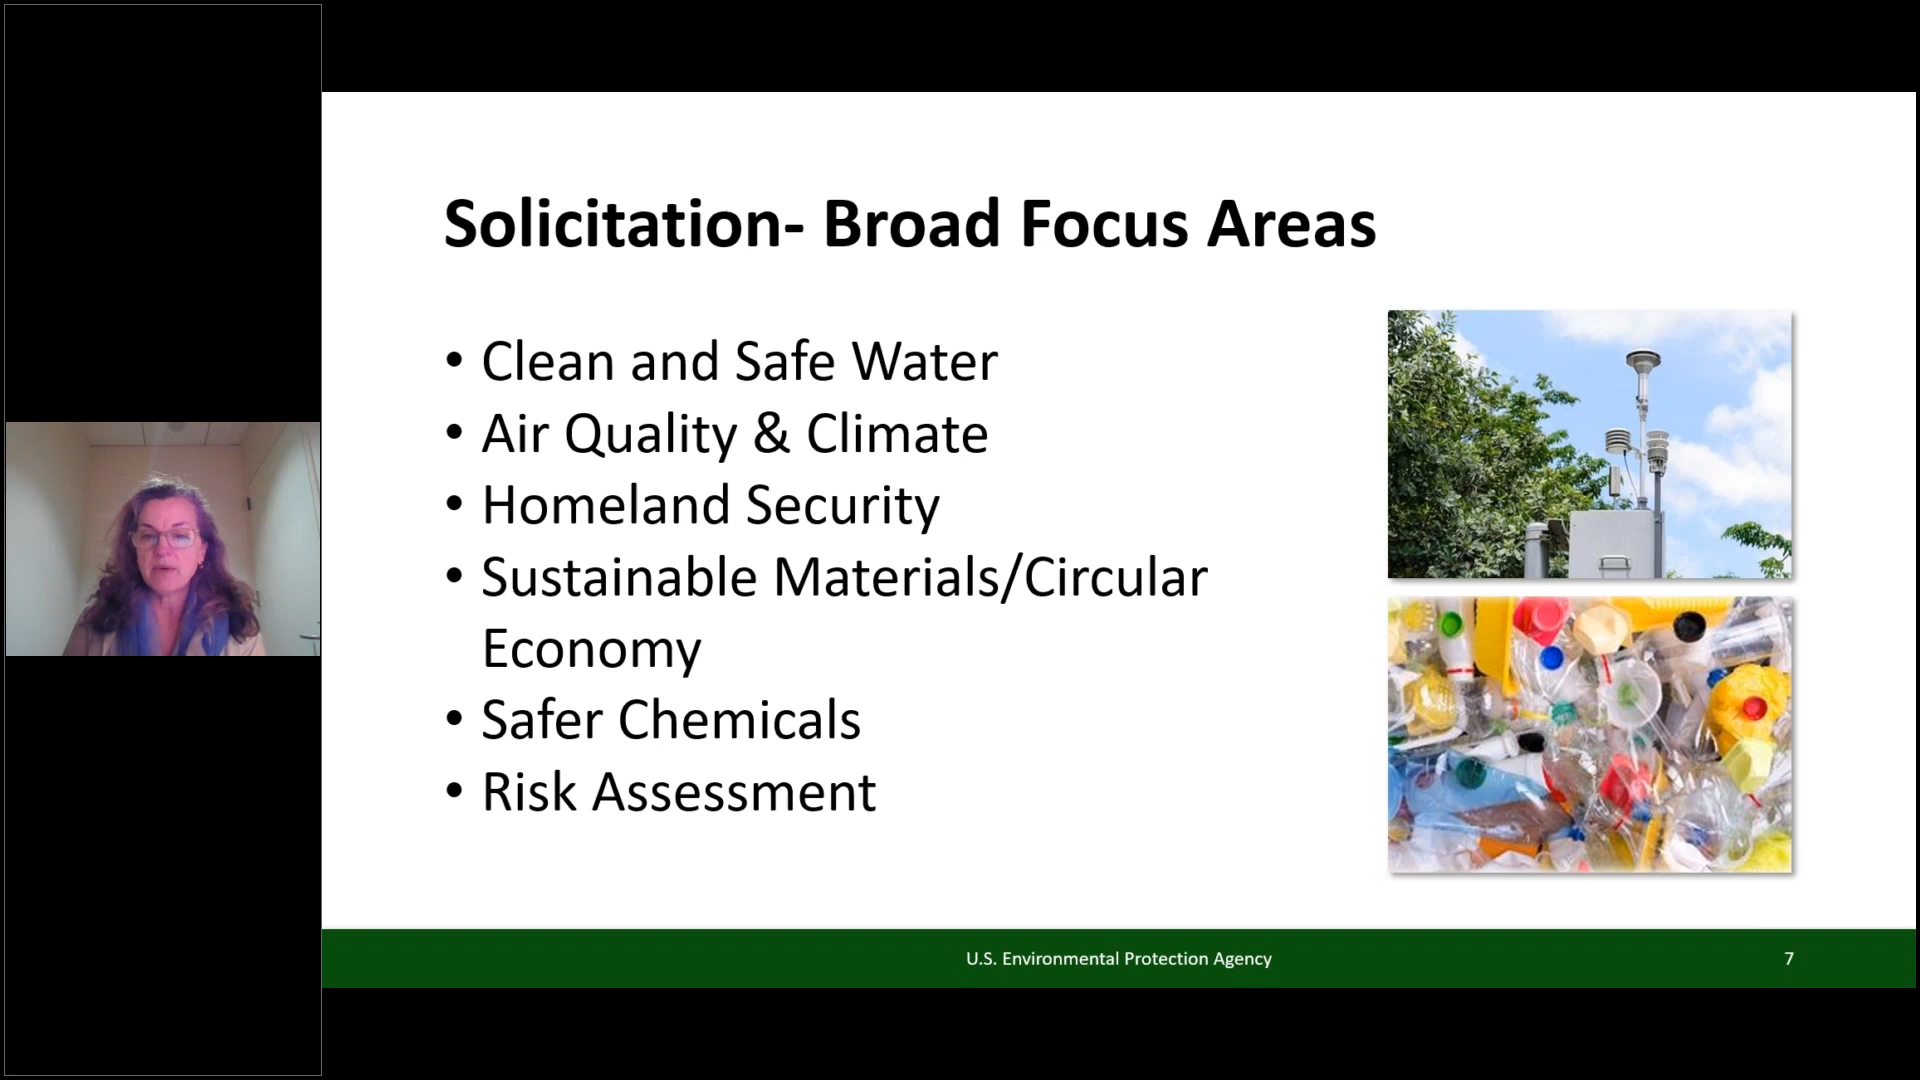 Solicitation- Broad Focus Areas
• Clean and Safe Water
• Air Quality & Climate
• Homeland Security
• Sustainable Materials/Circular
Economy
• Safer Chemicals
• Risk Assessment
U.S. Environmental Protection Agency
7